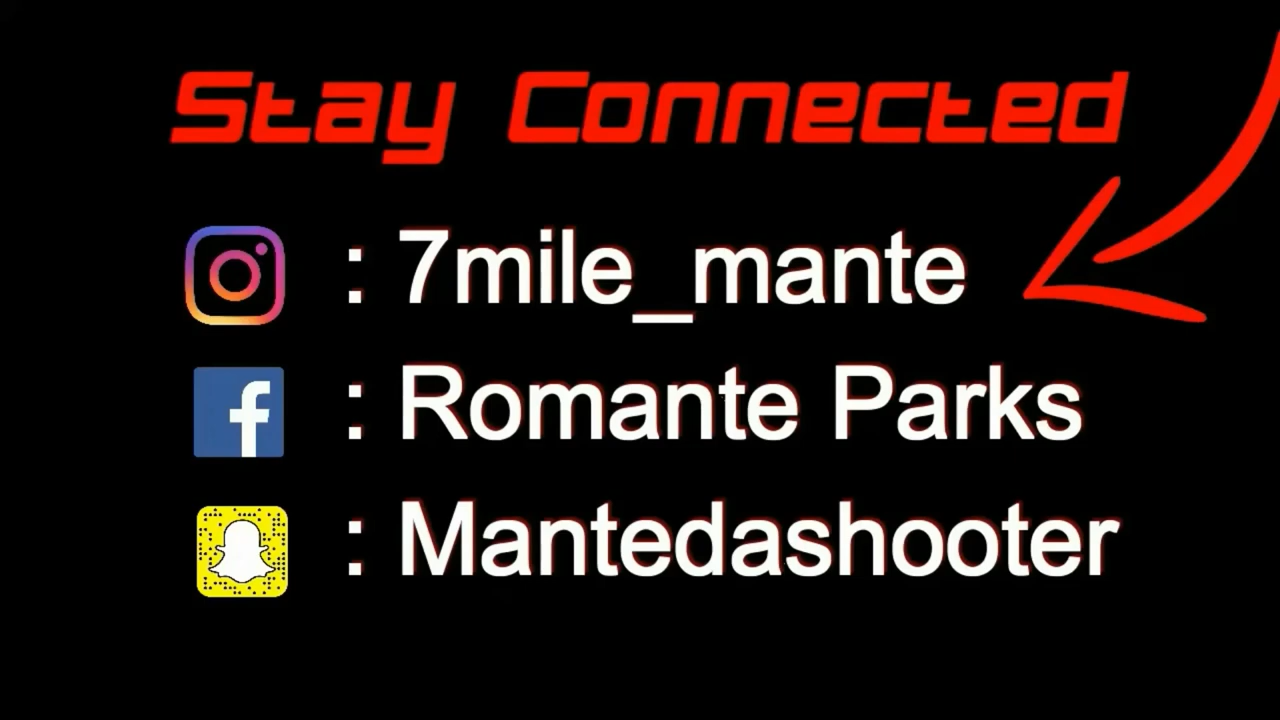 Stay Connected
: 7mile_mante
: Romante Parks
: Mantedashooter